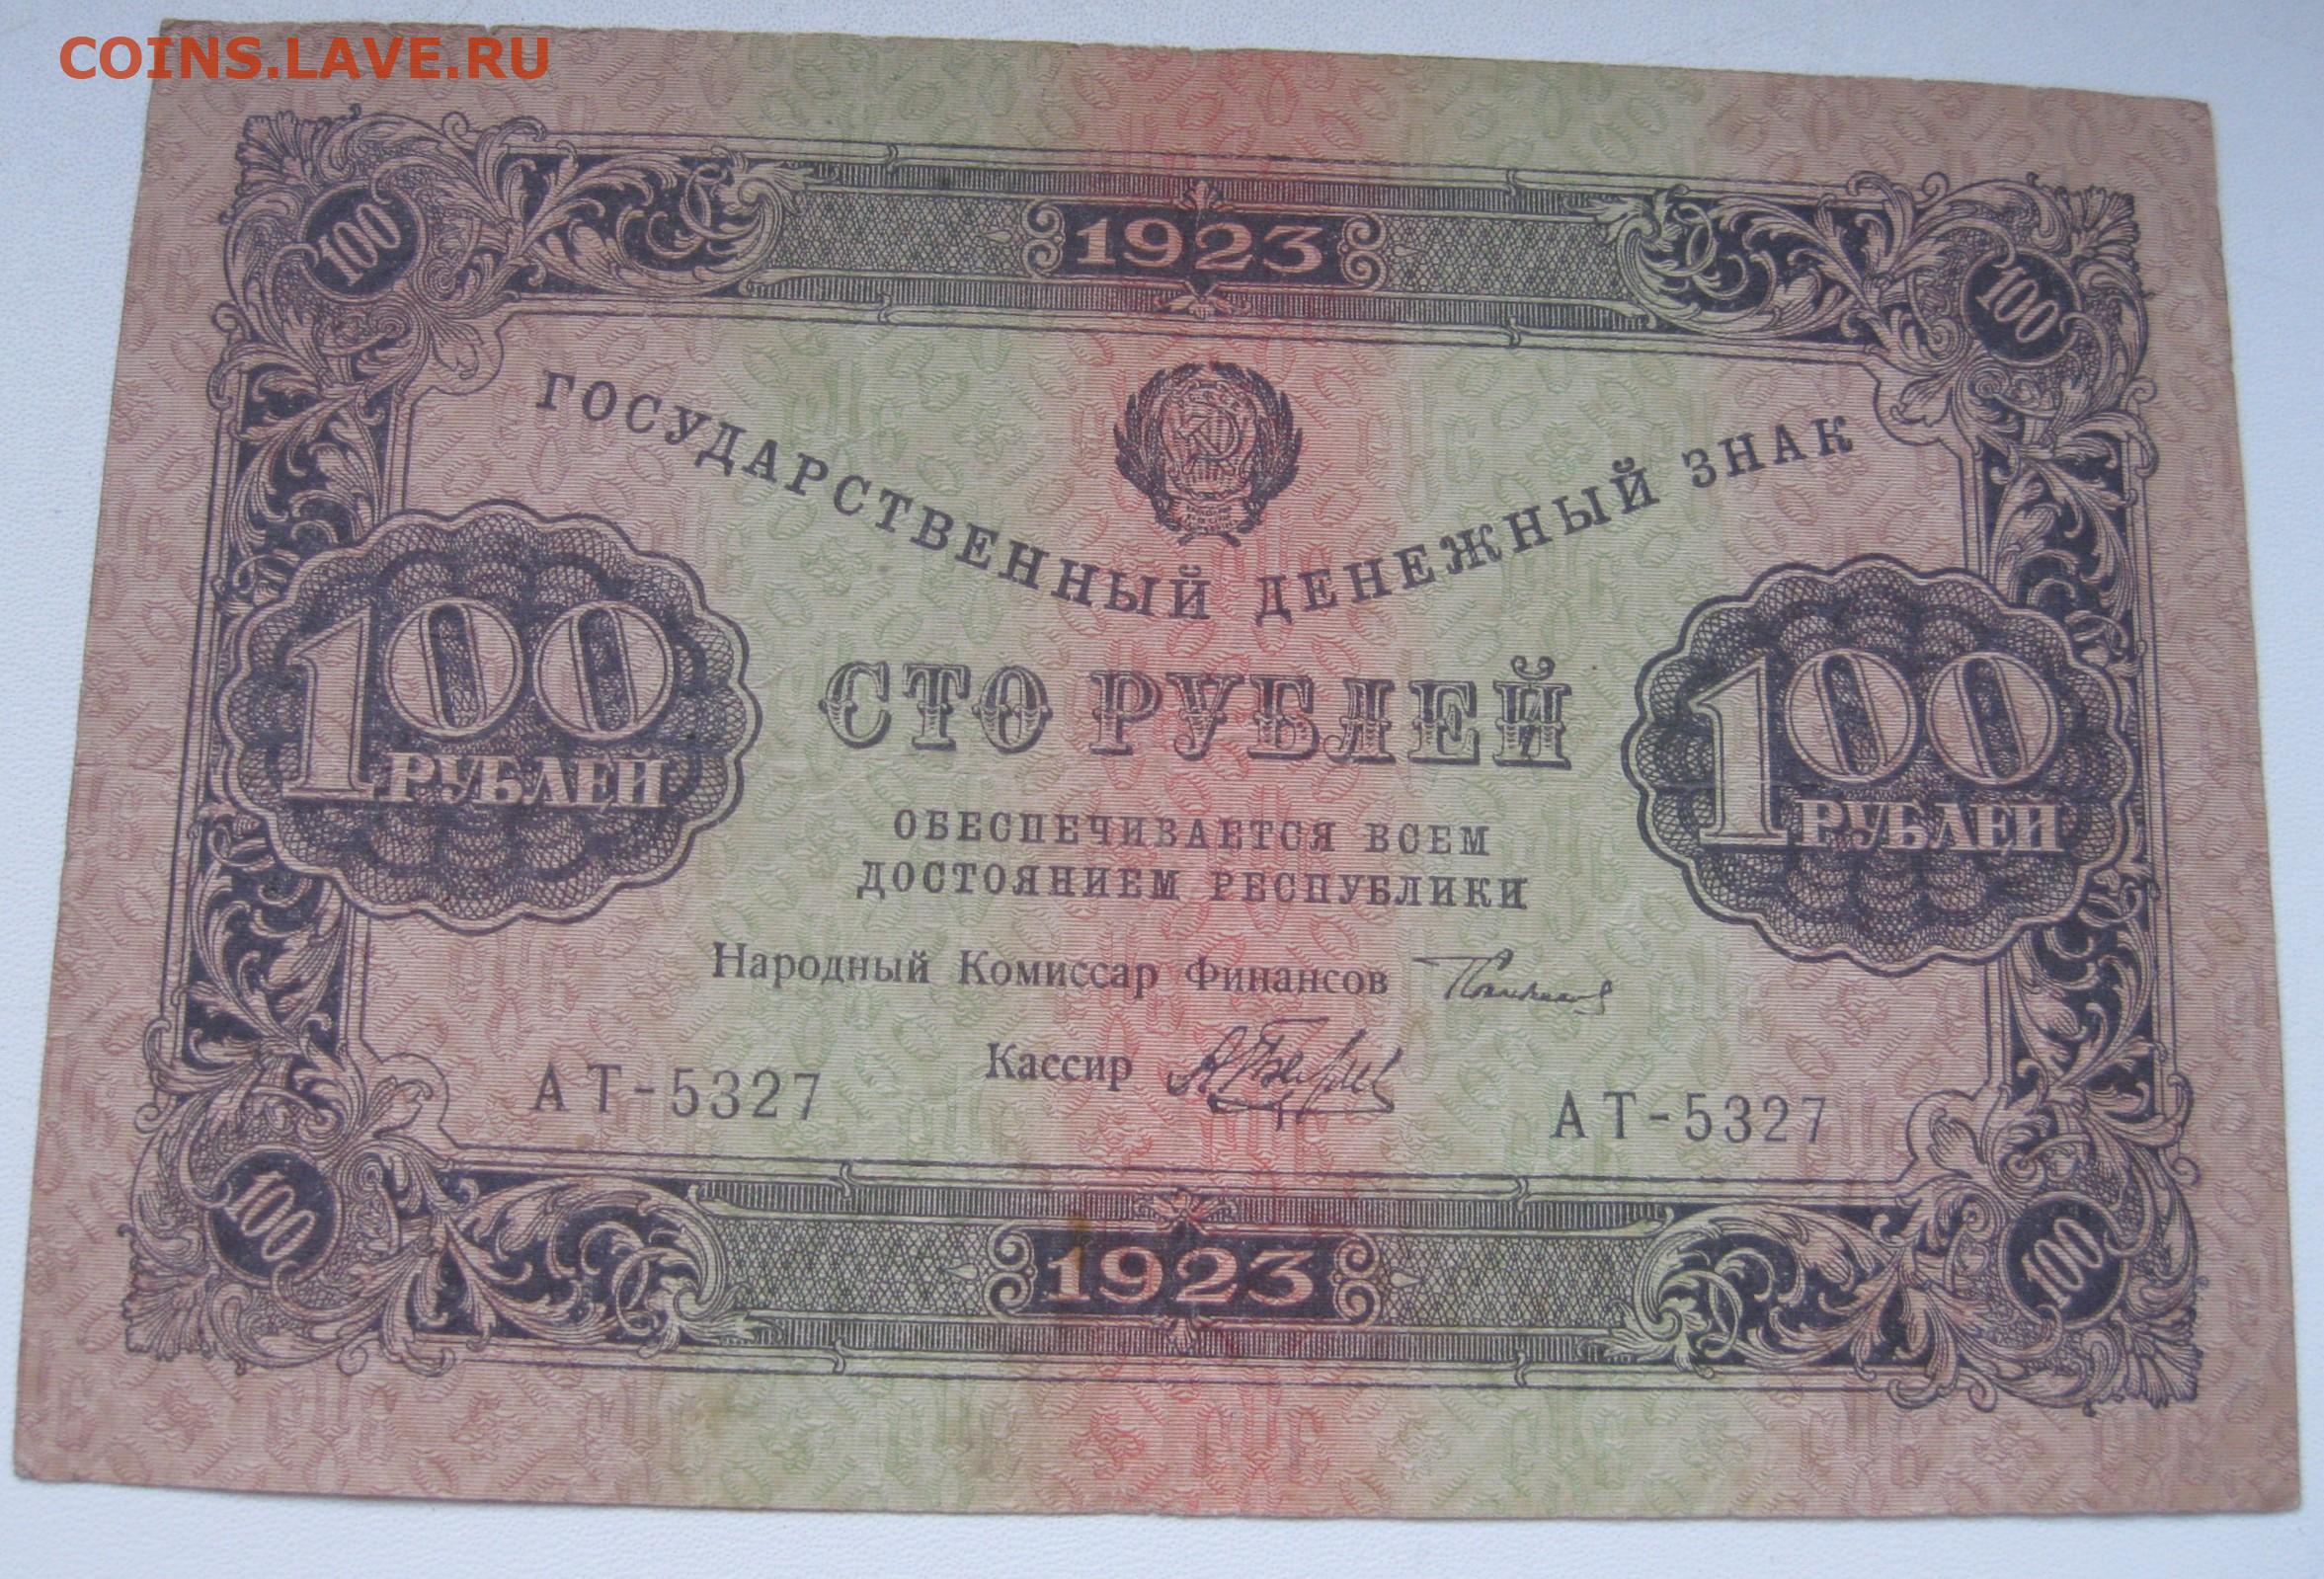 COINS.LAVE.RU
1923
100 100
ГОСУДАРСТВЕННЫЙ ДЕНЕЖНЫЙ ЗНАК
100 РУБЛЕЙ
СТО РУБЛЕЙ
100 РУБЛЕЙ
ОБЕСПЕЧИВАЕТСЯ ВСЕМ
ДОСТОЯНИЕМ РЕСПУБЛИКИ
Народный Комиссар Финансов
Кассир
АТ-5327 АТ-5327
100 100
1923